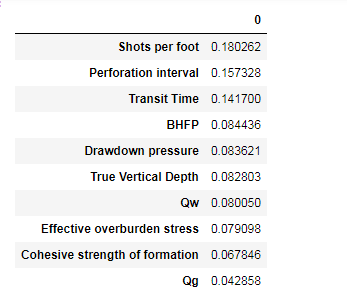 0
Shots per foot 0.180262
Perforation interval 0.157328
Transit Time 0.141700
BHFP 0.084436
Drawdown pressure 0.083621
True Vertical Depth 0.082803
Qw 0.080050
Effective overburden stress 0.079098
Cohesive strength of formation 0.067846
Qg 0.042858